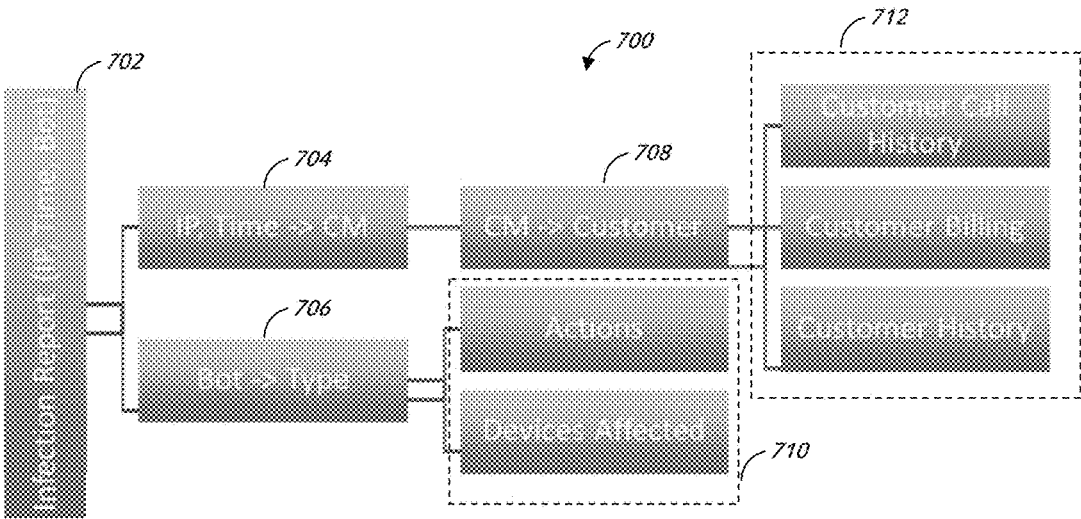 700
712
702
Infection Report (IP, Time, Bot)
704
IP Time -> CM
708
CM -> Customer
Customer Call
History
Customer Billing
Customer History
706
Bot -> Type
Actions
Devices Affected
710